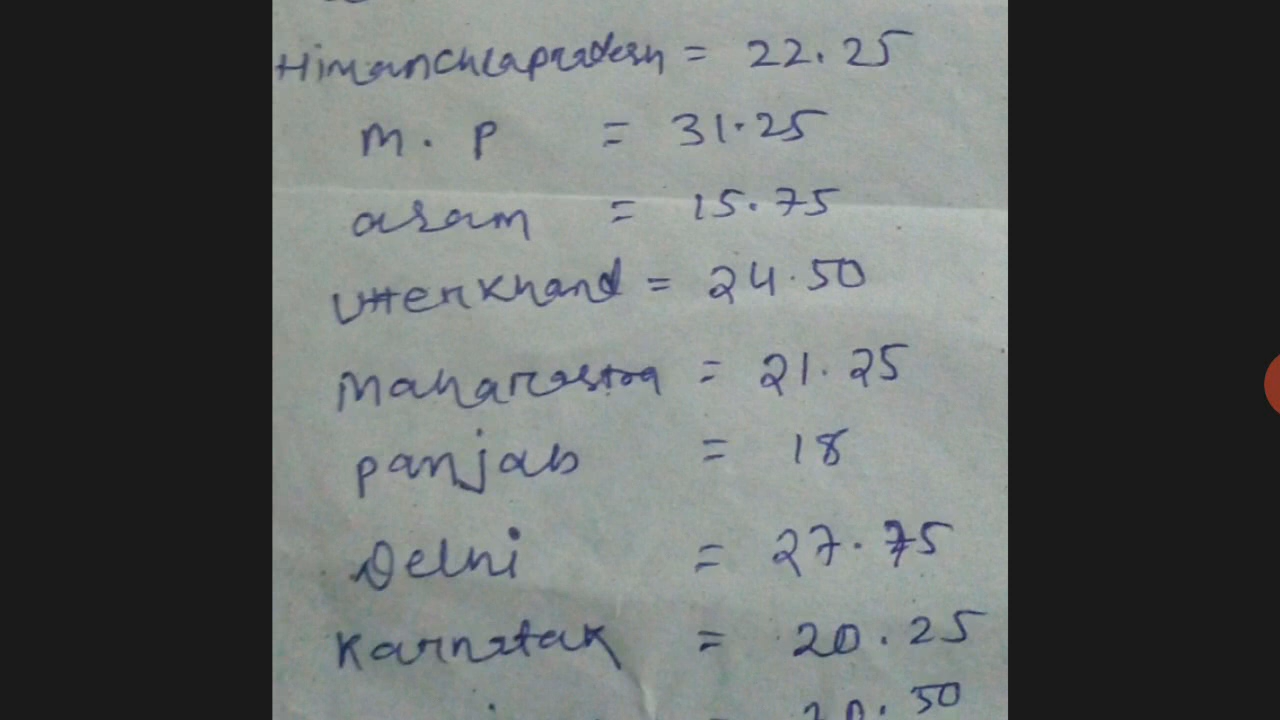 Himanchlapradesh = 22.25
M. P = 31.25
asam = 15.75
Utterkhand = 24.50
Maharastra = 21.25
panjab = 18
Delhi = 27.75
Karnatak = 20.25